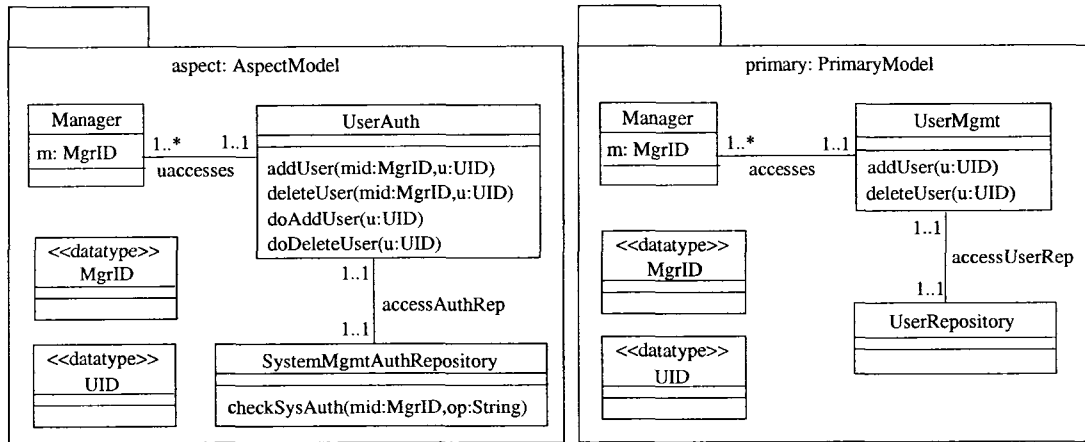 aspect: AspectModel
Manager
m: MgrID
1..*
1..1
uaccesses
UserAuth
addUser(mid:MgrID,u:UID)
deleteUser(mid:MgrID,u:UID)
doAddUser(u:UID)
doDeleteUser(u:UID)
<<datatype>>
MgrID
1..1
accessAuthRep
1..1
<<datatype>>
UID
SystemMgmtAuthRepository
checkSysAuth(mid:MgrID,op:String)
primary: PrimaryModel
Manager
m: MgrID
1..*
1..1
accesses
UserMgmt
addUser(u:UID)
deleteUser(u:UID)
<<datatype>>
MgrID
1..1
accessUserRep
1..1
UserRepository
<<datatype>>
UID